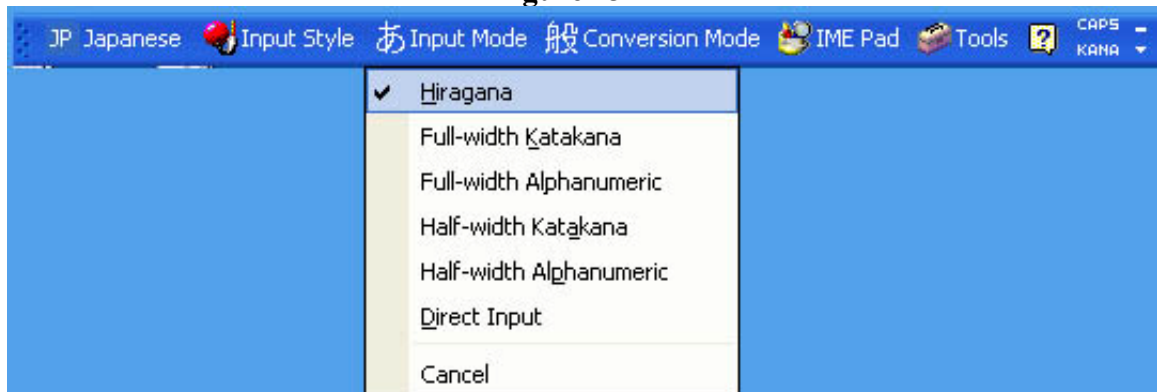 JP Japanese Input Style あ Input Mode 般 Conversion Mode IME Pad Tools ? CAPS KANA
Hiragana
Full-width Katakana
Full-width Alphanumeric
Half-width Katakana
Half-width Alphanumeric
Direct Input
Cancel